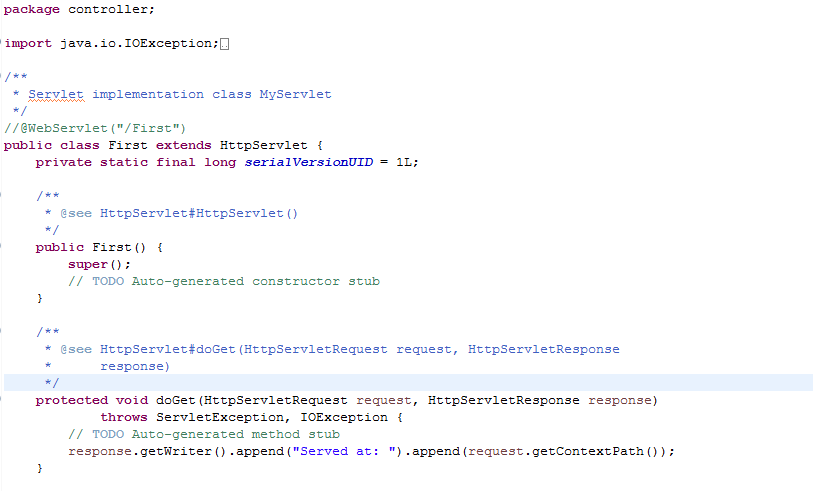 package controller;
import java.io.IOException;
/**
 * Servlet implementation class MyServlet
 */
//@WebServlet("/First")
public class First extends HttpServlet {
    private static final long serialVersionUID = 1L;
    /**
     * @see HttpServlet#HttpServlet()
     */
    public First() {
        super();
        // TODO Auto-generated constructor stub
    }
    /**
     * @see HttpServlet#doGet(HttpServletRequest request, HttpServletResponse
     *      response)
     */
    protected void doGet(HttpServletRequest request, HttpServletResponse response)
            throws ServletException, IOException {
        // TODO Auto-generated method stub
        response.getWriter().append("Served at: ").append(request.getContextPath());
    }